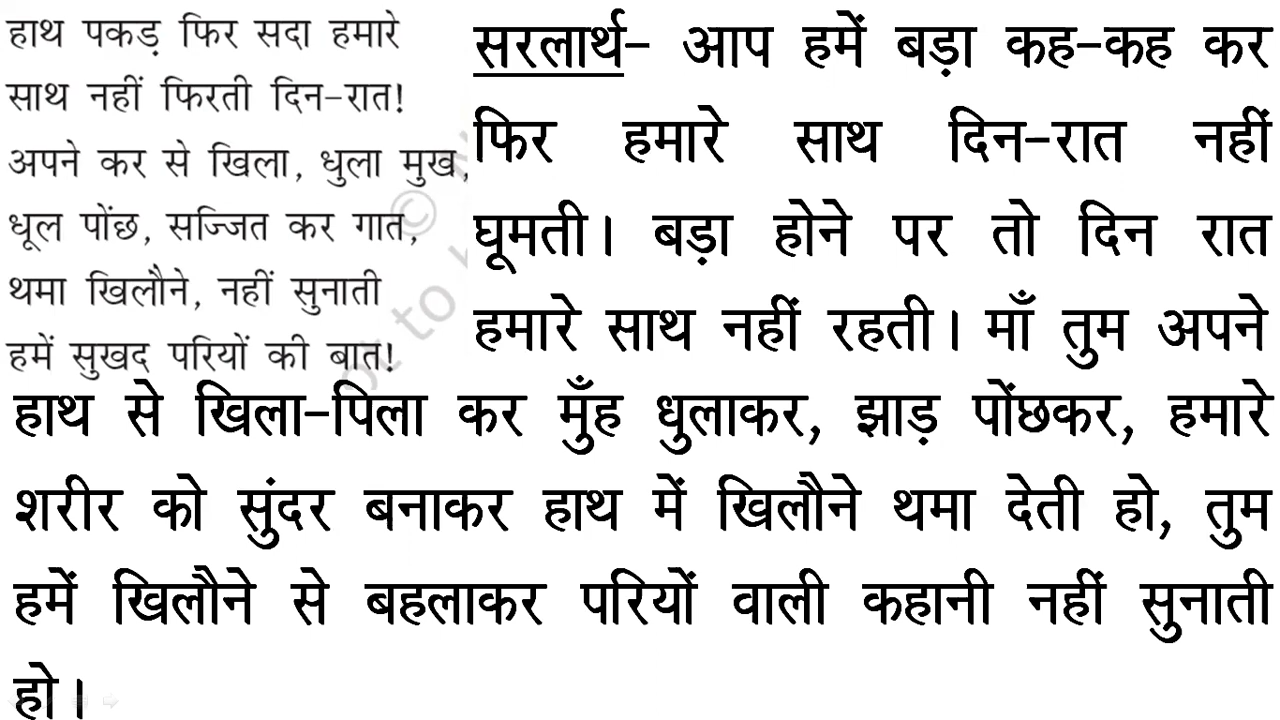 हाथ पकड़ फिर सदा हमारे
साथ नहीं फिरती दिन-रात!
अपने कर से खिला, धुला मुख,
धूल पोंछ, सज्जित कर गात,
थमा खिलौने, नहीं सुनाती
हमें सुखद परियों की बात!
सरलार्थ- आप हमें बड़ा कह-कह कर
फिर हमारे साथ दिन-रात नहीं
घूमती। बड़ा होने पर तो दिन रात
हमारे साथ नहीं रहती। माँ तुम अपने
हाथ से खिला-पिला कर मुँह धुलाकर, झाड़ पोंछकर, हमारे
शरीर को सुंदर बनाकर हाथ में खिलौने थमा देती हो, तुम
हमें खिलौने से बहलाकर परियों वाली कहानी नहीं सुनाती
हो।